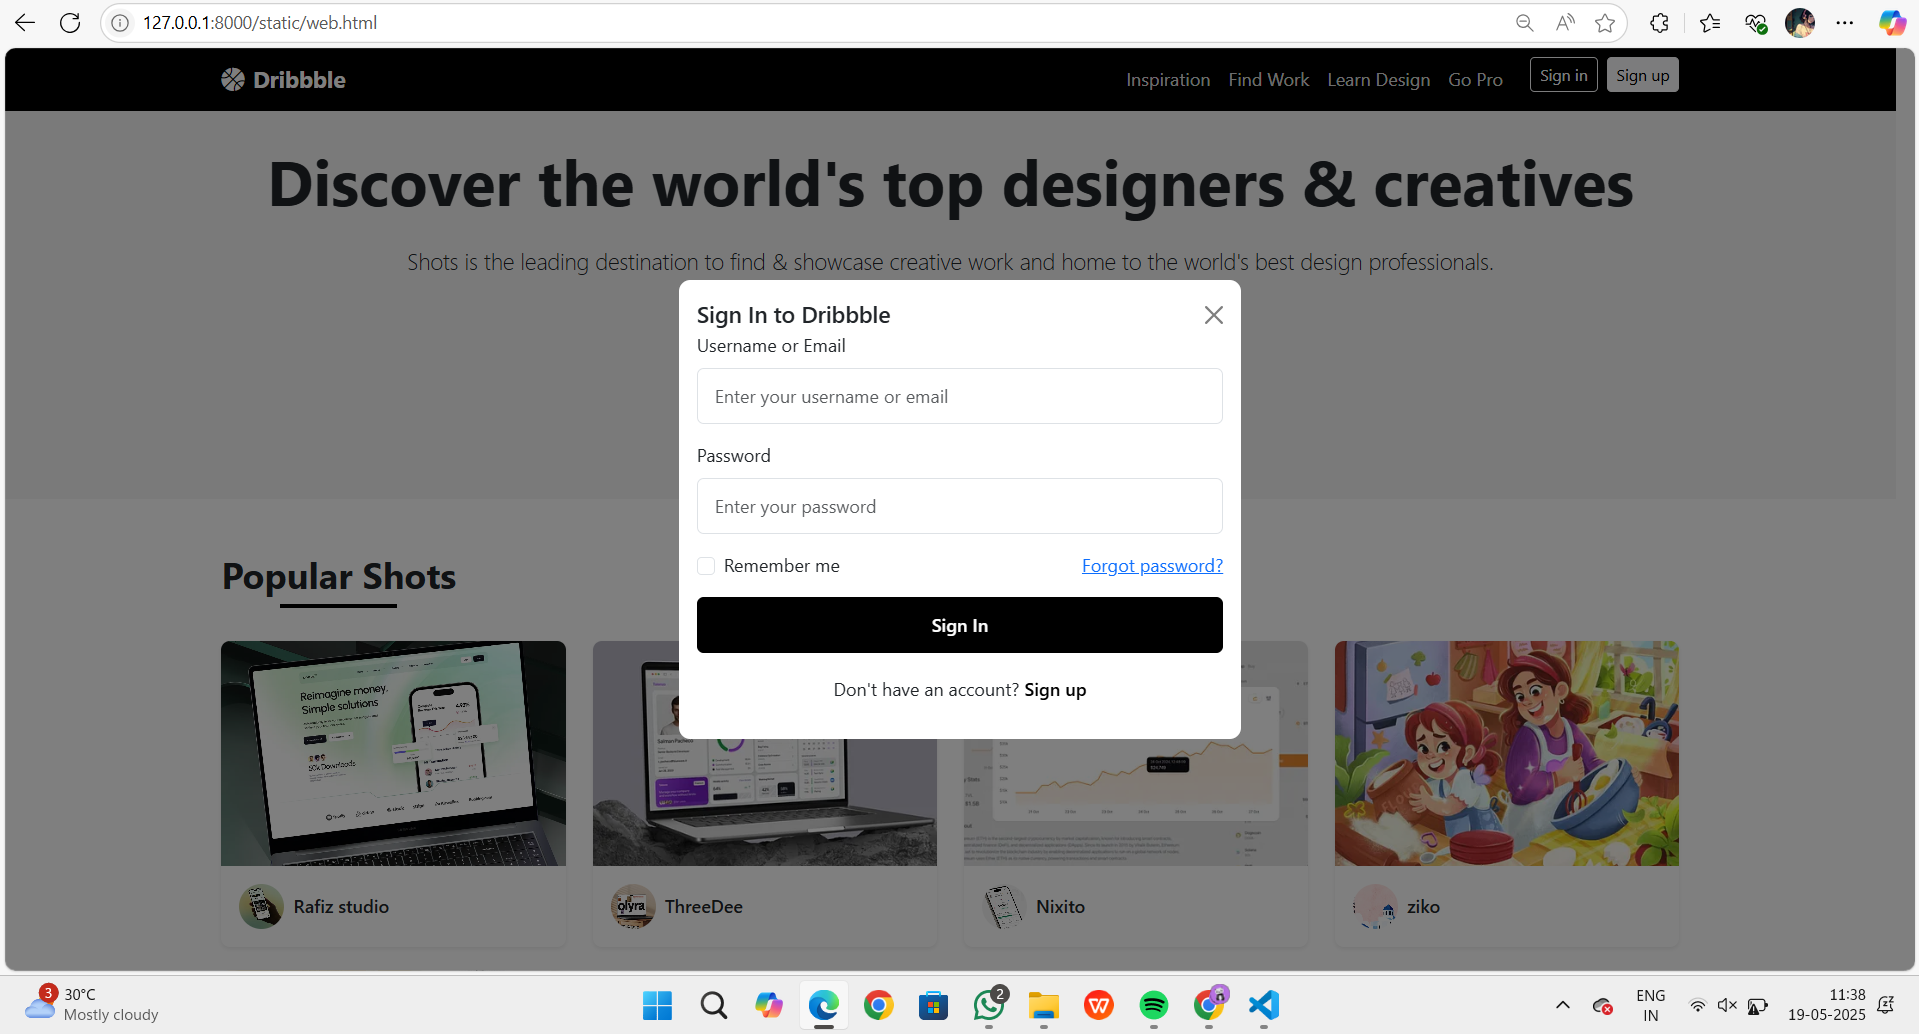 127.0.0.1:8000/static/web.html
Dribbble
Inspiration Find Work Learn Design Go Pro Sign in Sign up
Discover the world's top designers & creatives
Shots is the leading destination to find & showcase creative work and home to the world's best design professionals.
Sign In to Dribbble
Username or Email
Enter your username or email
Password
Enter your password
Remember me Forgot password?
Sign In
Don't have an account? Sign up
Popular Shots
Reimagine money.
Simple solutions
50k Downloads
olyra
Rafiz studio
ThreeDee
Nixito
ziko
3
30°C
Mostly cloudy
2
ENG
IN
11:38
19-05-2025